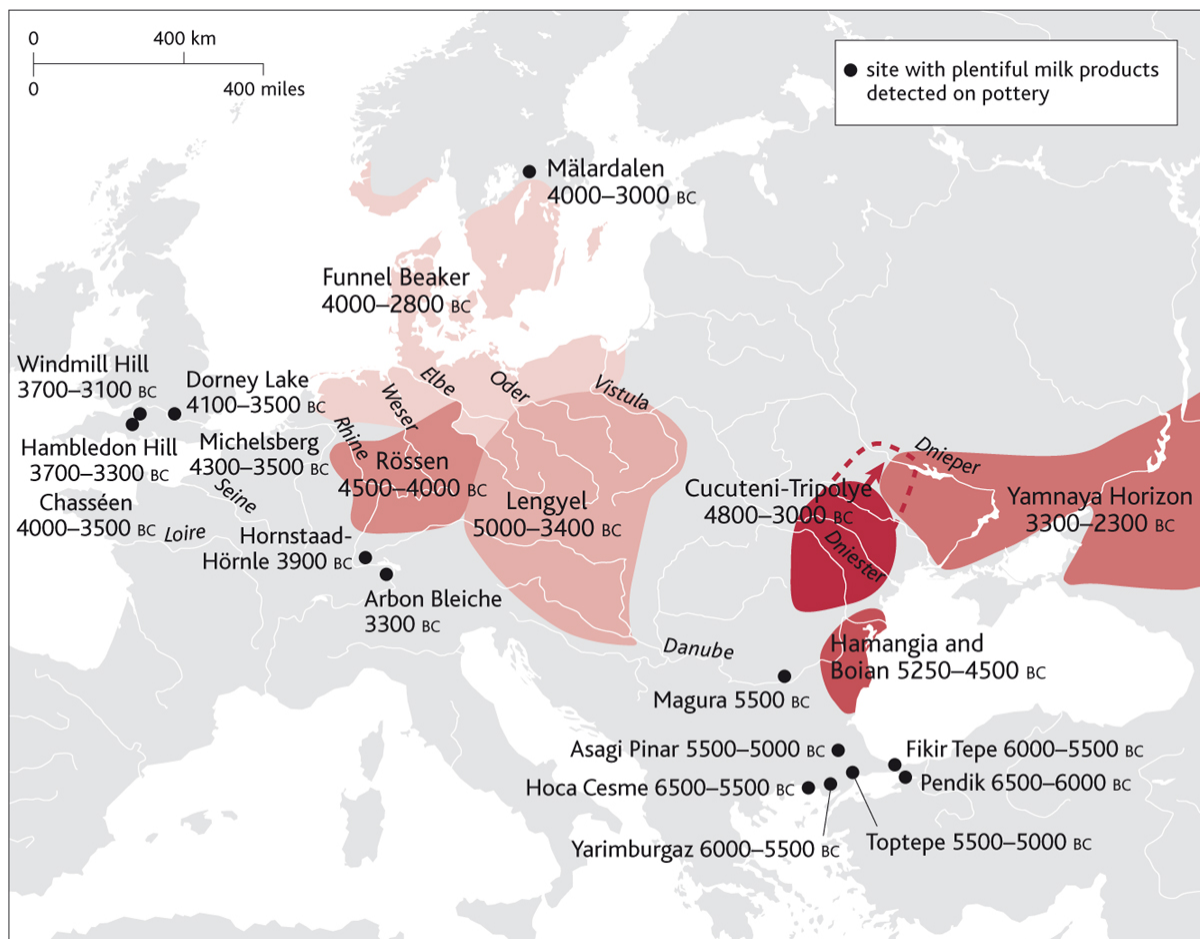 0 400 km
0 400 miles
site with plentiful milk products
detected on pottery
Mälardalen
4000–3000 BC
Funnel Beaker
4000–2800 BC
Windmill Hill
3700–3100 BC
Dorney Lake
4100–3500 BC
Hambledon Hill
3700–3300 BC
Michelsberg
4300–3500 BC
Chasséen
4000–3500 BC
Seine
Loire
Rhine
Weser
Elbe
Oder
Vistula
Rössen
4500–4000 BC
Lengyel
5000–3400 BC
Hornstaad-
Hörnle 3900 BC
Arbon Bleiche
3300 BC
Cucuteni-Tripolye
4800–3000 BC
Dnieper
Dniester
Yamnaya Horizon
3300–2300 BC
Danube
Hamangia and
Boian 5250–4500 BC
Magura 5500 BC
Asagi Pinar 5500–5000 BC
Fikir Tepe 6000–5500 BC
Hoca Cesme 6500–5500 BC
Pendik 6500–6000 BC
Yarimburgaz 6000–5500 BC
Toptepe 5500–5000 BC